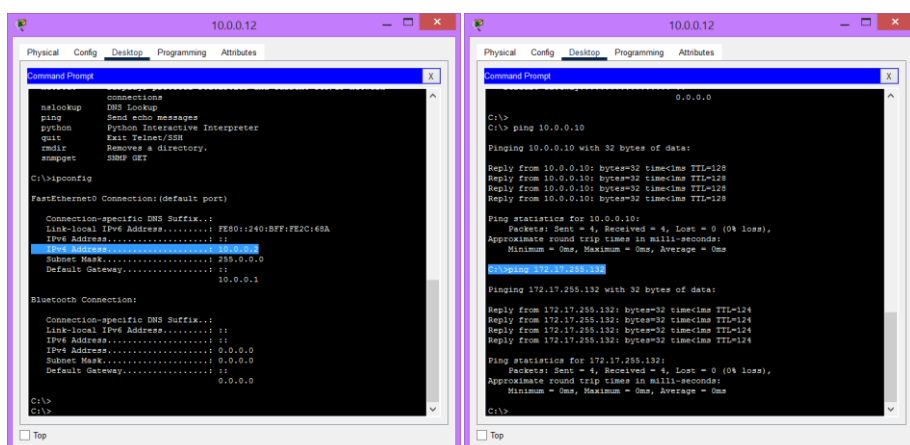 10.0.0.12
Physical Config Desktop Programming Attributes
Command Prompt X
connections
nslookup DNS Lookup
ping Send echo messages
python Python Interactive Interpreter
quit Exit Telnet/SSH
rmdir Removes a directory.
snmpget SNMP GET
C:\>ipconfig
FastEthernet0 Connection:(default port)
Connection-specific DNS Suffix..:
Link-local IPv6 Address.........: FE80::240:BFF:FE2C:68A
IPv6 Address....................: ::
IPv4 Address....................: 10.0.0.2
Subnet Mask.....................: 255.0.0.0
Default Gateway.................: ::
10.0.0.1
Bluetooth Connection:
Connection-specific DNS Suffix..:
Link-local IPv6 Address.........: ::
IPv6 Address....................: ::
IPv4 Address....................: 0.0.0.0
Subnet Mask.....................: 0.0.0.0
Default Gateway.................: ::
0.0.0.0
C:\>
C:\>
Top
10.0.0.12
Physical Config Desktop Programming Attributes
Command Prompt X
0.0.0.0
C:\>
C:\> ping 10.0.0.10
Pinging 10.0.0.10 with 32 bytes of data:
Reply from 10.0.0.10: bytes=32 time<1ms TTL=128
Reply from 10.0.0.10: bytes=32 time<1ms TTL=128
Reply from 10.0.0.10: bytes=32 time<1ms TTL=128
Reply from 10.0.0.10: bytes=32 time<1ms TTL=128
Ping statistics for 10.0.0.10:
Packets: Sent = 4, Received = 4, Lost = 0 (0% loss),
Approximate round trip times in milli-seconds:
Minimum = 0ms, Maximum = 0ms, Average = 0ms
C:\>ping 172.17.255.132
Pinging 172.17.255.132 with 32 bytes of data:
Reply from 172.17.255.132: bytes=32 time<1ms TTL=124
Reply from 172.17.255.132: bytes=32 time<1ms TTL=124
Reply from 172.17.255.132: bytes=32 time<1ms TTL=124
Reply from 172.17.255.132: bytes=32 time<1ms TTL=124
Ping statistics for 172.17.255.132:
Packets: Sent = 4, Received = 4, Lost = 0 (0% loss),
Approximate round trip times in milli-seconds:
Minimum = 0ms, Maximum = 0ms, Average = 0ms
C:\>
Top